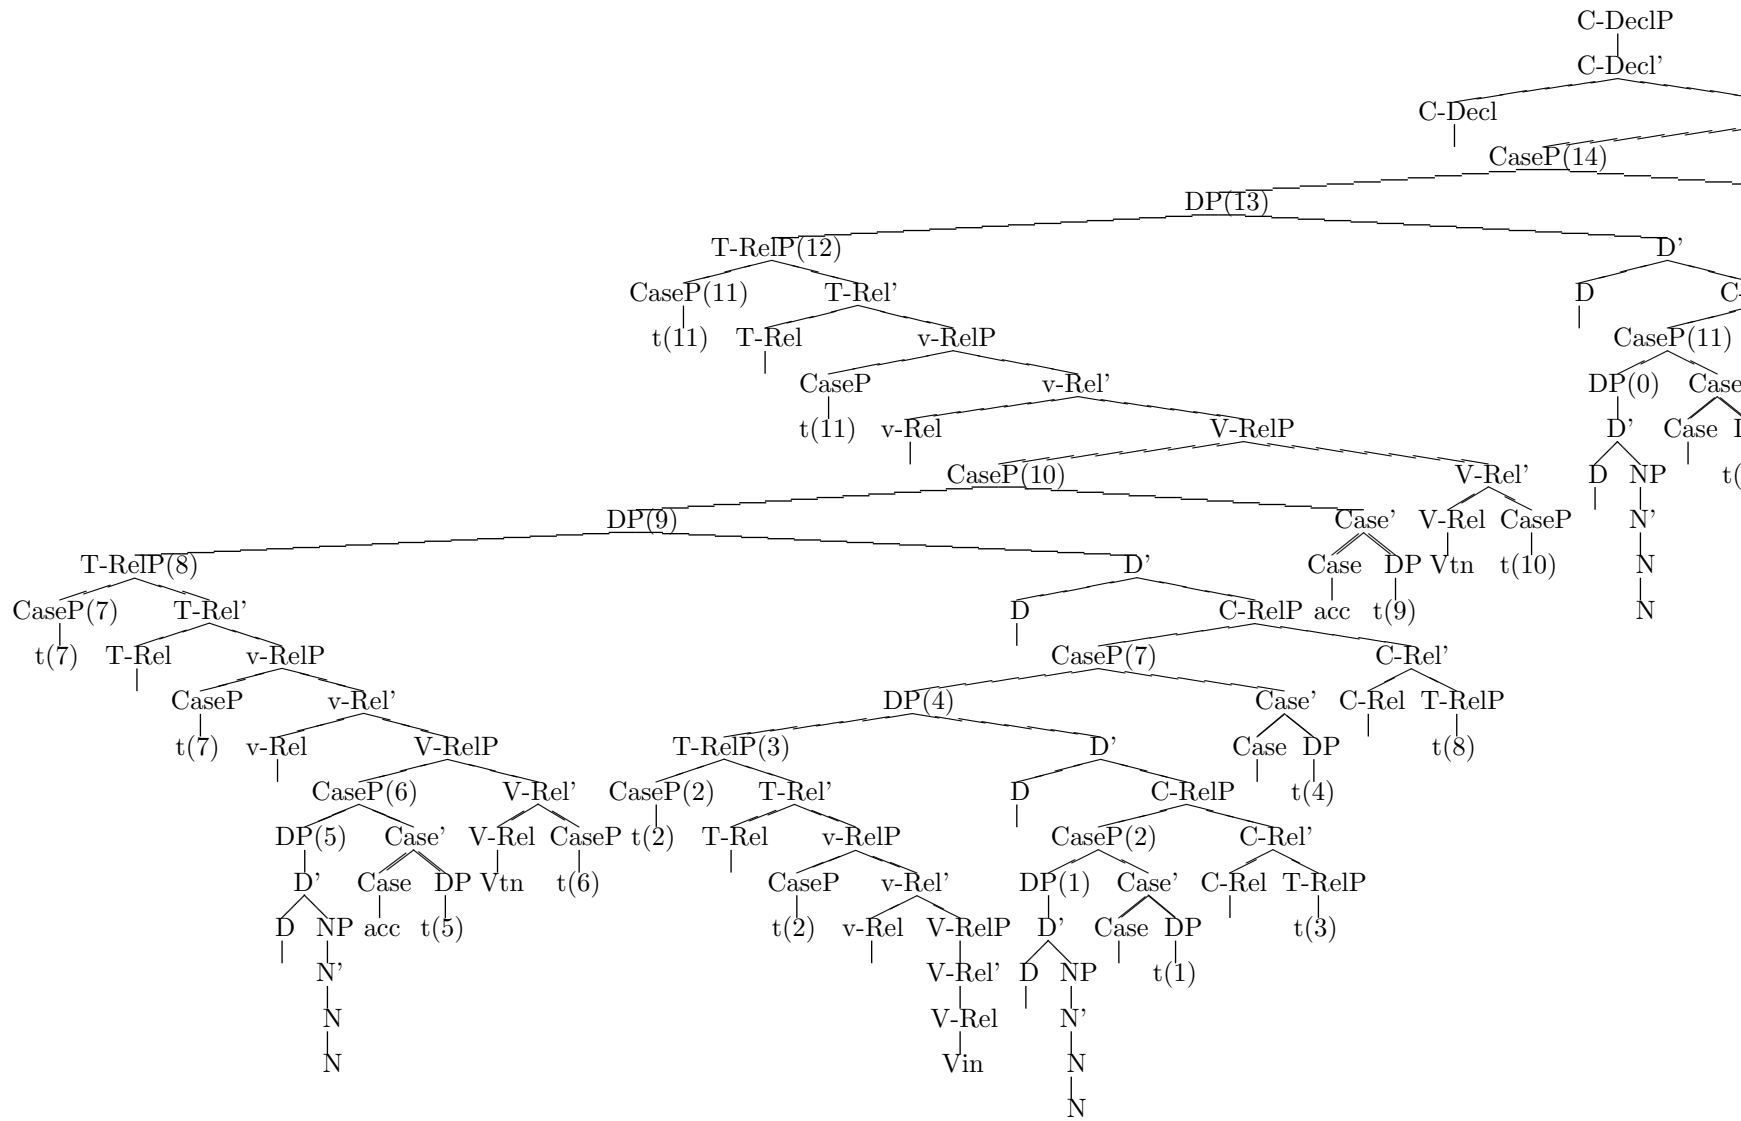 C-DeclP
C-Decl’
C-Decl
CaseP(14)
DP(13)
T-RelP(12) D’
CaseP(11) T-Rel’ D
t(11) T-Rel v-RelP CaseP(11)
CaseP v-Rel’ DP(0) Case
t(11) v-Rel V-RelP D’ Case
CaseP(10) V-Rel’ D NP
DP(9) Case’ V-Rel CaseP N’
T-RelP(8) D’ Case DP Vtn t(10) N
CaseP(7) T-Rel’ D C-RelP acc t(9) N
t(7) T-Rel v-RelP CaseP(7) C-Rel’
CaseP v-Rel’ DP(4) Case’ C-Rel T-RelP
t(7) v-Rel V-RelP T-RelP(3) D’ Case DP t(8)
CaseP(6) V-Rel’ CaseP(2) T-Rel’ D C-RelP t(4)
DP(5) Case’ V-Rel CaseP t(2) T-Rel v-RelP CaseP(2) C-Rel’
D’ Case DP Vtn t(6) CaseP v-Rel’ DP(1) Case’ C-Rel T-RelP
D NP acc t(5) t(2) v-Rel V-RelP D’ Case DP t(3)
N’ V-Rel’ D NP t(1)
N V-Rel N’
N Vin N
N